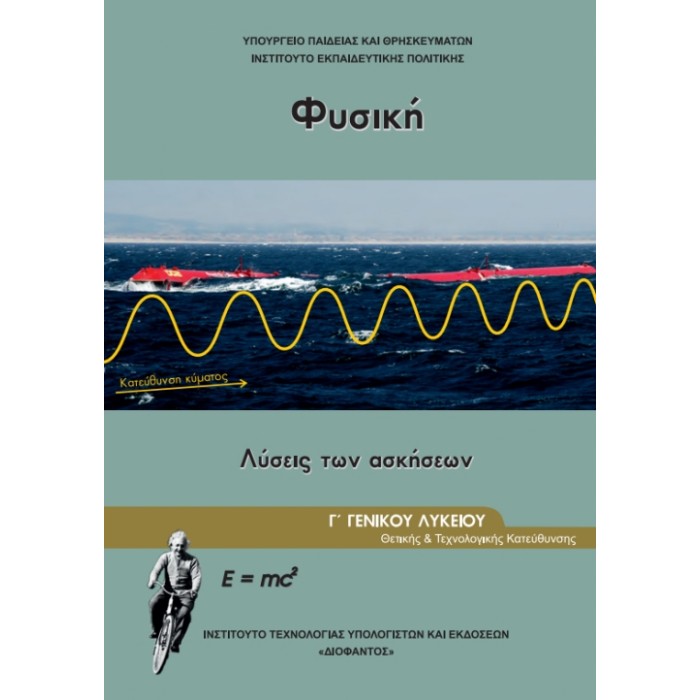 ΥΠΟΥΡΓΕΙΟ ΠΑΙΔΕΙΑΣ ΚΑΙ ΘΡΗΣΚΕΥΜΑΤΩΝ
ΙΝΣΤΙΤΟΥΤΟ ΕΚΠΑΙΔΕΥΤΙΚΗΣ ΠΟΛΙΤΙΚΗΣ
Φυσική
Κατεύθυνση κύματος
Λύσεις των ασκήσεων
Γ΄ ΓΕΝΙΚΟΥ ΛΥΚΕΙΟΥ
Θετικής & Τεχνολογικής Κατεύθυνσης
E = mc²
ΙΝΣΤΙΤΟΥΤΟ ΤΕΧΝΟΛΟΓΙΑΣ ΥΠΟΛΟΓΙΣΤΩΝ ΚΑΙ ΕΚΔΟΣΕΩΝ
«ΔΙΟΦΑΝΤΟΣ»